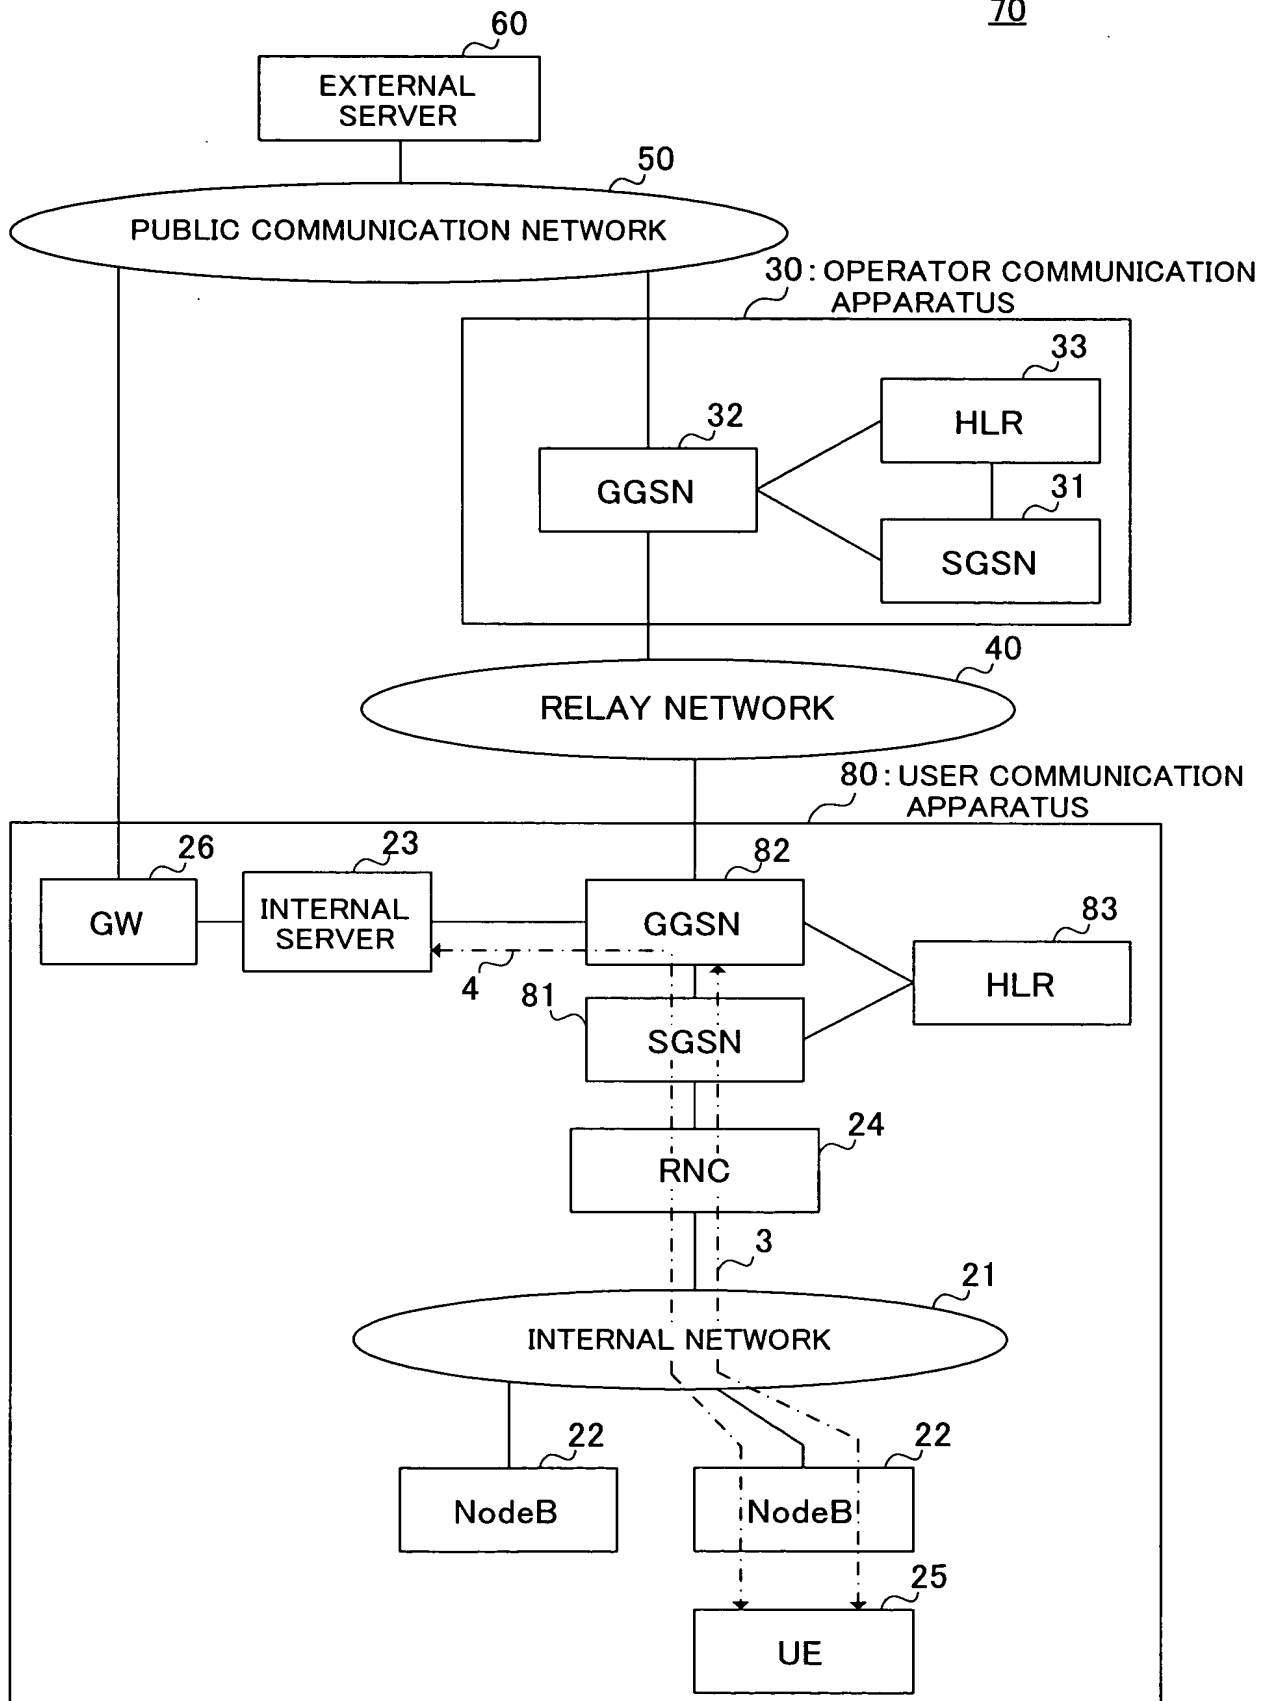 70
60
EXTERNAL
SERVER
50
PUBLIC COMMUNICATION NETWORK
30: OPERATOR COMMUNICATION
APPARATUS
33
HLR
32
GGSN
31
SGSN
40
RELAY NETWORK
80: USER COMMUNICATION
APPARATUS
26
GW
23
INTERNAL
SERVER
82
GGSN
83
HLR
4
81
SGSN
24
RNC
3
21
INTERNAL NETWORK
22
NodeB
22
NodeB
25
UE